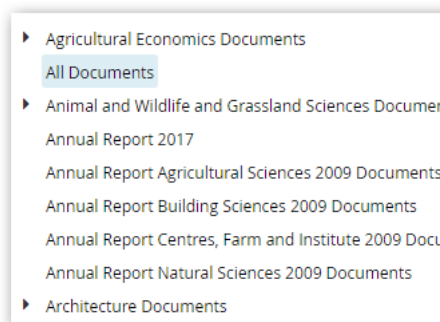 Agricultural Economics Documents
All Documents
Animal and Wildlife and Grassland Sciences
Annual Report 2017
Annual Report Agricultural Sciences 2009 Documents
Annual Report Building Sciences 2009 Documents
Annual Report Centres, Farm and Institute 2009
Annual Report Natural Sciences 2009 Documents
Architecture Documents